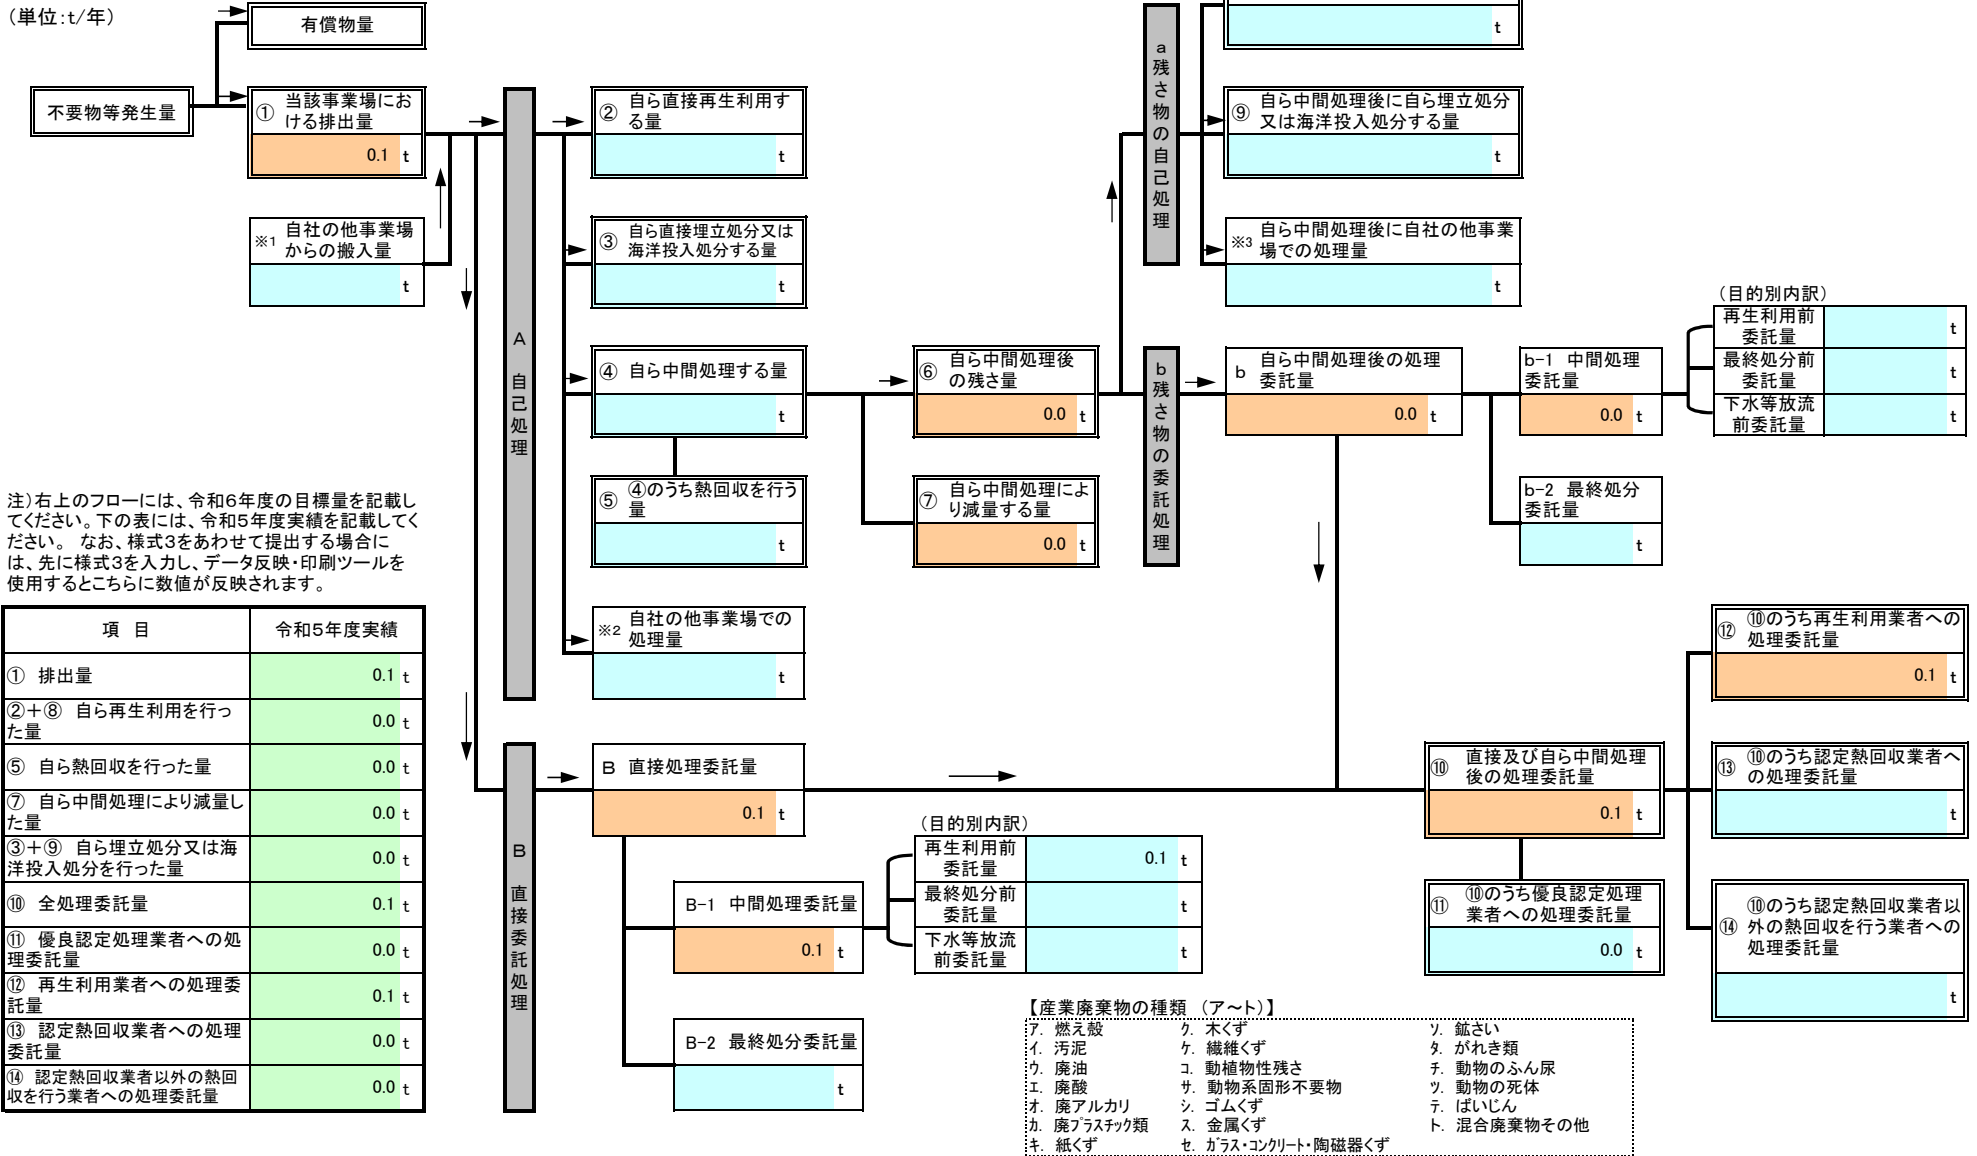 (単位:t/年)
有償物量
不要物等発生量
① 当該事業場にお
ける排出量
0.1 t
※1 自社の他事業場
からの搬入量
t
A 自己処理
② 自ら直接再生利用す
る量
t
③ 自ら直接埋立処分又は
海洋投入処分する量
t
④ 自ら中間処理する量
t
⑤ ④のうち熱回収を行う
量
t
※2 自社の他事業場での
処理量
t
⑥ 自ら中間処理後
の残さ量
0.0 t
⑦ 自ら中間処理によ
り減量する量
0.0 t
a 残さ物の自己処理
t
⑨ 自ら中間処理後に自ら埋立処分
又は海洋投入処分する量
t
※3 自ら中間処理後に自社の他事業
場での処理量
t
b 残さ物の委託処理
b 自ら中間処理後の処理
委託量
0.0 t
b-1 中間処理
委託量
0.0 t
b-2 最終処分
委託量
t
(目的別内訳)
再生利用前
委託量
t
最終処分前
委託量
t
下水等放流
前委託量
t
注)右上のフローには、令和6年度の目標量を記載し
てください。下の表には、令和5年度実績を記載してく
ださい。 なお、様式3をあわせて提出する場合に
は、先に様式3を入力し、データ反映・印刷ツールを
使用するとこちらに数値が反映されます。
項 目 令和5年度実績
① 排出量 0.1 t
②+⑧ 自ら再生利用を行っ
た量
0.0 t
⑤ 自ら熱回収を行った量 0.0 t
⑦ 自ら中間処理により減量し
た量
0.0 t
③+⑨ 自ら埋立処分又は海
洋投入処分を行った量
0.0 t
⑩ 全処理委託量 0.1 t
⑪ 優良認定処理業者への処
理委託量
0.0 t
⑫ 再生利用業者への処理委
託量
0.1 t
⑬ 認定熱回収業者への処理
委託量
0.0 t
⑭ 認定熱回収業者以外の熱回
収を行う業者への処理委託量
0.0 t
B 直接委託処理
B 直接処理委託量
0.1 t
B-1 中間処理委託量
0.1 t
B-2 最終処分委託量
t
(目的別内訳)
再生利用前
委託量
0.1 t
最終処分前
委託量
t
下水等放流
前委託量
t
⑩ 直接及び自ら中間処理
後の処理委託量
0.1 t
⑪ ⑩のうち優良認定処理
業者への処理委託量
0.0 t
⑫ ⑩のうち再生利用業者への
処理委託量
0.1 t
⑬ ⑩のうち認定熱回収業者へ
の処理委託量
t
⑭ ⑩のうち認定熱回収業者以
外の熱回収を行う業者への
処理委託量
t
【産業廃棄物の種類 (ア~ト)】
ア. 燃え殻 ク. 木くず ソ. 鉱さい
イ. 汚泥 ケ. 繊維くず タ. がれき類
ウ. 廃油 コ. 動植物性残さ チ. 動物のふん尿
エ. 廃酸 サ. 動物系固形不要物 ツ. 動物の死体
オ. 廃アルカリ シ. ゴムくず テ. ばいじん
カ. 廃プラスチック類 ス. 金属くず ト. 混合廃棄物その他
キ. 紙くず セ. ガラス・コンクリート・陶磁器くず